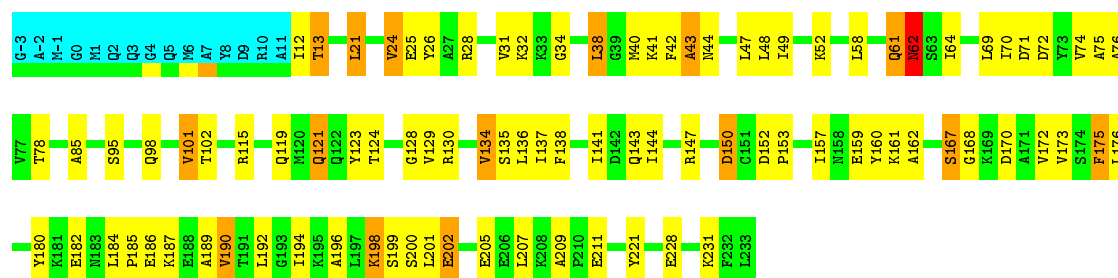 G-3 A-2 M-1 G0 M1 Q2 Q3 G4 Q5 M6 A7 Y8 D9 R10 A11 I12 T13 L21 V24 E25 Y26 A27 R28 V31 K32 K33 G34 L38 G39 M40 K41 F42 A43 N44 L47 L48 I49 K52 L58 Q61 N62 S63 I64 L69 I70 D71 D72 Y73 V74 A75 A76
V77 T78 A85 S95 Q98 V101 T102 R115 Q119 M120 Q121 Q122 Y123 T124 G128 V129 R130 V134 S135 L136 I137 F138 I141 D142 Q143 I144 R147 D150 C151 D152 P153 I157 N158 E159 Y160 K161 A162 S167 G168 K169 D170 A171 V172 V173 S174 F175 L176
Y180 K181 E182 N183 L184 P185 E186 K187 E188 A189 V190 T191 L192 G193 I194 K195 A196 L197 K198 S199 S200 L201 E202 E205 E206 L207 K208 A209 P210 E211 Y221 E228 K231 F232 L233